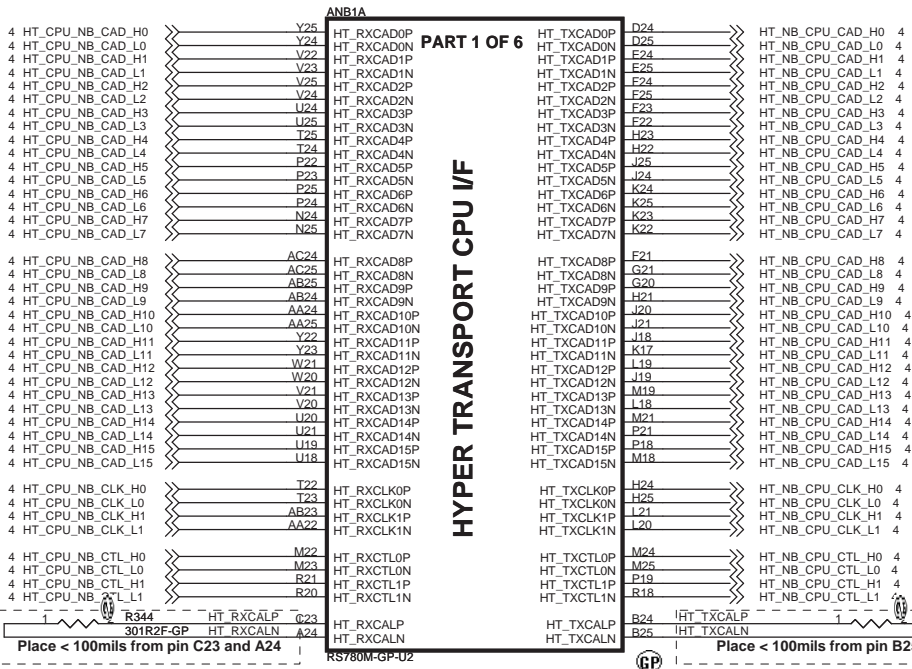 ANB1A
PART 1 OF 6
HYPER TRANSPORT CPU I/F
4 HT_CPU_NB_CAD_H0 Y25 HT_RXCAD0P HT_TXCAD0P D24 HT_NB_CPU_CAD_H0 4
4 HT_CPU_NB_CAD_L0 Y24 HT_RXCAD0N HT_TXCAD0N D25 HT_NB_CPU_CAD_L0 4
4 HT_CPU_NB_CAD_H1 V22 HT_RXCAD1P HT_TXCAD1P E24 HT_NB_CPU_CAD_H1 4
4 HT_CPU_NB_CAD_L1 V23 HT_RXCAD1N HT_TXCAD1N E25 HT_NB_CPU_CAD_L1 4
4 HT_CPU_NB_CAD_H2 V25 HT_RXCAD2P HT_TXCAD2P F24 HT_NB_CPU_CAD_H2 4
4 HT_CPU_NB_CAD_L2 V24 HT_RXCAD2N HT_TXCAD2N F25 HT_NB_CPU_CAD_L2 4
4 HT_CPU_NB_CAD_H3 U24 HT_RXCAD3P HT_TXCAD3P F23 HT_NB_CPU_CAD_H3 4
4 HT_CPU_NB_CAD_L3 U25 HT_RXCAD3N HT_TXCAD3N F22 HT_NB_CPU_CAD_L3 4
4 HT_CPU_NB_CAD_H4 T25 HT_RXCAD4P HT_TXCAD4P H23 HT_NB_CPU_CAD_H4 4
4 HT_CPU_NB_CAD_L4 T24 HT_RXCAD4N HT_TXCAD4N H22 HT_NB_CPU_CAD_L4 4
4 HT_CPU_NB_CAD_H5 P22 HT_RXCAD5P HT_TXCAD5P J25 HT_NB_CPU_CAD_H5 4
4 HT_CPU_NB_CAD_L5 P23 HT_RXCAD5N HT_TXCAD5N J24 HT_NB_CPU_CAD_L5 4
4 HT_CPU_NB_CAD_H6 P25 HT_RXCAD6P HT_TXCAD6P K24 HT_NB_CPU_CAD_H6 4
4 HT_CPU_NB_CAD_L6 P24 HT_RXCAD6N HT_TXCAD6N K25 HT_NB_CPU_CAD_L6 4
4 HT_CPU_NB_CAD_H7 N24 HT_RXCAD7P HT_TXCAD7P K23 HT_NB_CPU_CAD_H7 4
4 HT_CPU_NB_CAD_L7 N25 HT_RXCAD7N HT_TXCAD7N K22 HT_NB_CPU_CAD_L7 4
4 HT_CPU_NB_CAD_H8 AC24 HT_RXCAD8P HT_TXCAD8P F21 HT_NB_CPU_CAD_H8 4
4 HT_CPU_NB_CAD_L8 AC25 HT_RXCAD8N HT_TXCAD8N G21 HT_NB_CPU_CAD_L8 4
4 HT_CPU_NB_CAD_H9 AB25 HT_RXCAD9P HT_TXCAD9P G20 HT_NB_CPU_CAD_H9 4
4 HT_CPU_NB_CAD_L9 AB24 HT_RXCAD9N HT_TXCAD9N H21 HT_NB_CPU_CAD_L9 4
4 HT_CPU_NB_CAD_H10 AA24 HT_RXCAD10P HT_TXCAD10P J20 HT_NB_CPU_CAD_H10 4
4 HT_CPU_NB_CAD_L10 AA25 HT_RXCAD10N HT_TXCAD10N J21 HT_NB_CPU_CAD_L10 4
4 HT_CPU_NB_CAD_H11 Y22 HT_RXCAD11P HT_TXCAD11P J18 HT_NB_CPU_CAD_H11 4
4 HT_CPU_NB_CAD_L11 Y23 HT_RXCAD11N HT_TXCAD11N K17 HT_NB_CPU_CAD_L11 4
4 HT_CPU_NB_CAD_H12 W21 HT_RXCAD12P HT_TXCAD12P L19 HT_NB_CPU_CAD_H12 4
4 HT_CPU_NB_CAD_L12 W20 HT_RXCAD12N HT_TXCAD12N J19 HT_NB_CPU_CAD_L12 4
4 HT_CPU_NB_CAD_H13 V21 HT_RXCAD13P HT_TXCAD13P M19 HT_NB_CPU_CAD_H13 4
4 HT_CPU_NB_CAD_L13 V20 HT_RXCAD13N HT_TXCAD13N L18 HT_NB_CPU_CAD_L13 4
4 HT_CPU_NB_CAD_H14 U20 HT_RXCAD14P HT_TXCAD14P M21 HT_NB_CPU_CAD_H14 4
4 HT_CPU_NB_CAD_L14 U21 HT_RXCAD14N HT_TXCAD14N P21 HT_NB_CPU_CAD_L14 4
4 HT_CPU_NB_CAD_H15 U19 HT_RXCAD15P HT_TXCAD15P P18 HT_NB_CPU_CAD_H15 4
4 HT_CPU_NB_CAD_L15 U18 HT_RXCAD15N HT_TXCAD15N M18 HT_NB_CPU_CAD_L15 4
4 HT_CPU_NB_CLK_H0 T22 HT_RXCLK0P HT_TXCLK0P H24 HT_NB_CPU_CLK_H0 4
4 HT_CPU_NB_CLK_L0 T23 HT_RXCLK0N HT_TXCLK0N H25 HT_NB_CPU_CLK_L0 4
4 HT_CPU_NB_CLK_H1 AB23 HT_RXCLK1P HT_TXCLK1P L21 HT_NB_CPU_CLK_H1 4
4 HT_CPU_NB_CLK_L1 AA22 HT_RXCLK1N HT_TXCLK1N L20 HT_NB_CPU_CLK_L1 4
4 HT_CPU_NB_CTL_H0 M22 HT_RXCTL0P HT_TXCTL0P M24 HT_NB_CPU_CTL_H0 4
4 HT_CPU_NB_CTL_L0 M23 HT_RXCTL0N HT_TXCTL0N M25 HT_NB_CPU_CTL_L0 4
4 HT_CPU_NB_CTL_H1 R21 HT_RXCTL1P HT_TXCTL1P P19 HT_NB_CPU_CTL_H1 4
4 HT_CPU_NB_CTL_L1 R20 HT_RXCTL1N HT_TXCTL1N R18 HT_NB_CPU_CTL_L1 4
1 R344 HT_RXCALP C23 HT_RXCALP HT_TXCALP B24 HT_TXCALP 1
301R2F-GP HT_RXCALN A24 HT_RXCALN HT_TXCALN B25 HT_TXCALN
Place < 100mils from pin C23 and A24 Place < 100mils from pin B2
RS780M-GP-U2
GP